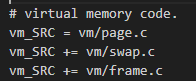 # virtual memory code.
vm_SRC = vm/page.c
vm_SRC += vm/swap.c
vm_SRC += vm/frame.c